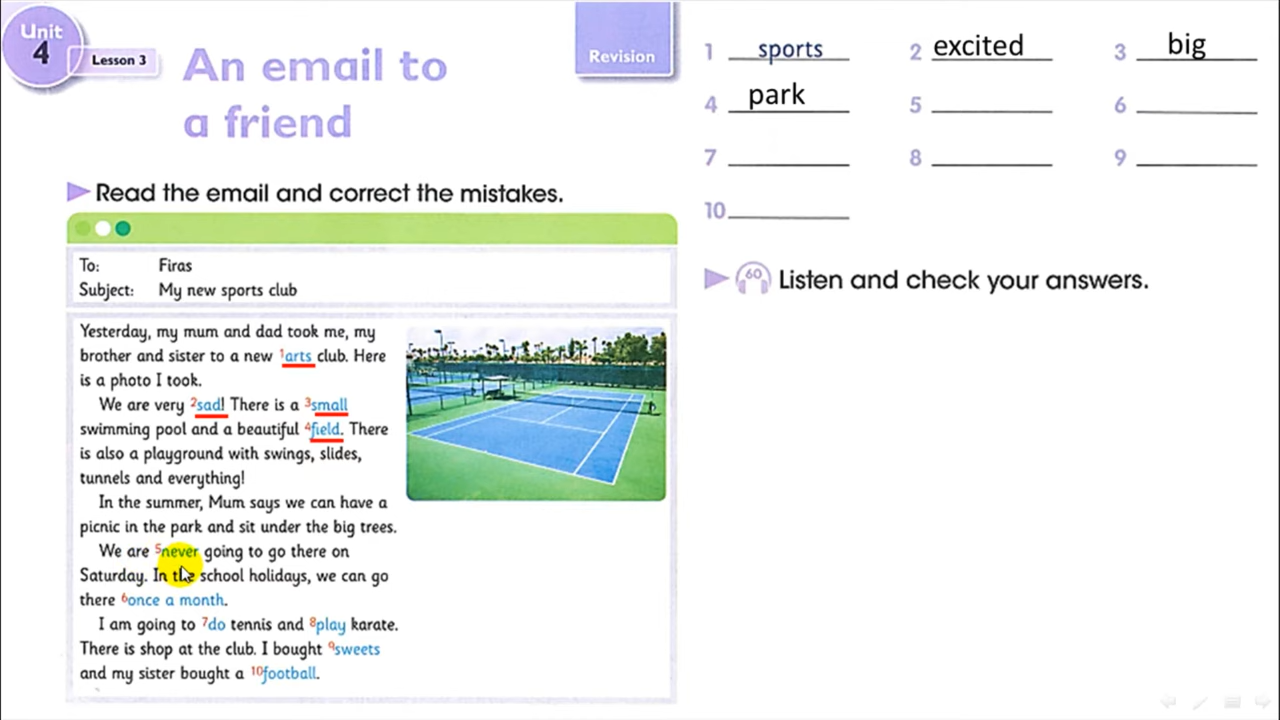 Unit
4
Lesson 3
An email to
a friend
Revision
Read the email and correct the mistakes.
To: Firas
Subject: My new sports club
Yesterday, my mum and dad took me, my
brother and sister to a new 1arts club. Here
is a photo I took.
We are very 2sad! There is a 3small
swimming pool and a beautiful 4field. There
is also a playground with swings, slides,
tunnels and everything!
In the summer, Mum says we can have a
picnic in the park and sit under the big trees.
We are 5never going to go there on
Saturday. In the school holidays, we can go
there 6once a month.
I am going to 7do tennis and 8play karate.
There is shop at the club. I bought 9sweets
and my sister bought a 10football.
1 sports 2 excited 3 big
4 park 5 6
7 8 9
10
60 Listen and check your answers.